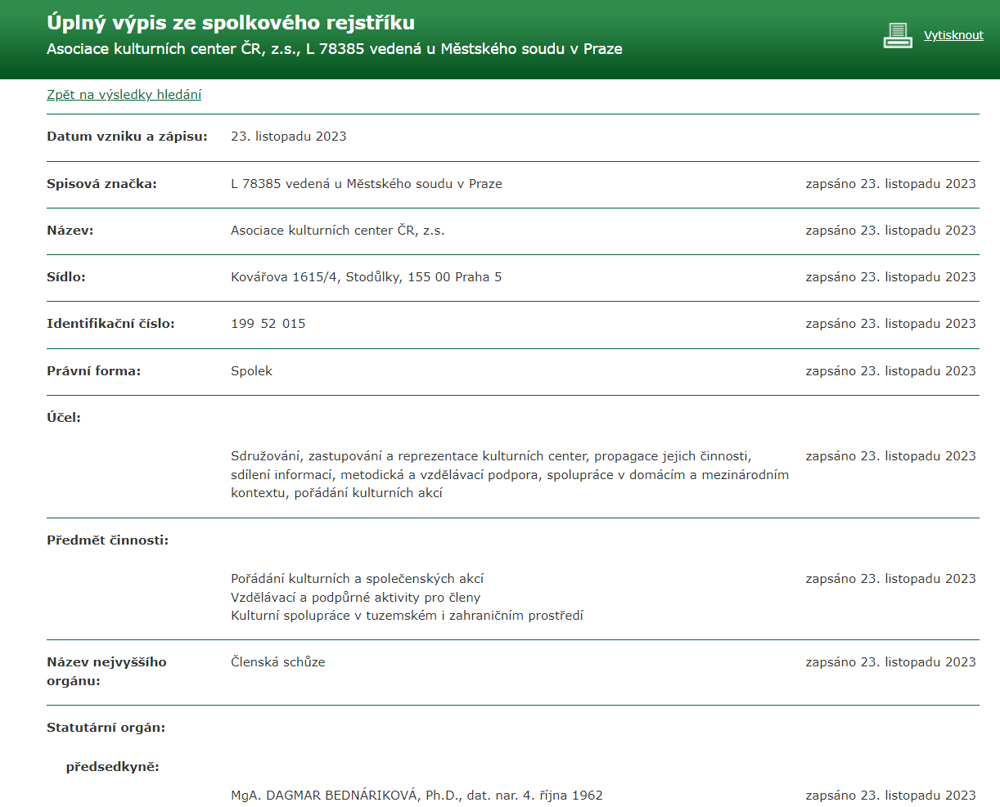 Úplný výpis ze spolkového rejstříku
Asociace kulturních center ČR, z.s., L 78385 vedená u Městského soudu v Praze
Vytisknout
Zpět na výsledky hledání
Datum vzniku a zápisu: 23. listopadu 2023
Spisová značka: L 78385 vedená u Městského soudu v Praze zapsáno 23. listopadu 2023
Název: Asociace kulturních center ČR, z.s. zapsáno 23. listopadu 2023
Sídlo: Kovářova 1615/4, Stodůlky, 155 00 Praha 5 zapsáno 23. listopadu 2023
Identifikační číslo: 199 52 015 zapsáno 23. listopadu 2023
Právní forma: Spolek zapsáno 23. listopadu 2023
Účel:
Sdružování, zastupování a reprezentace kulturních center, propagace jejich činnosti, zapsáno 23. listopadu 2023
sdílení informací, metodická a vzdělávací podpora, spolupráce v domácím a mezinárodním
kontextu, pořádání kulturních akcí
Předmět činnosti:
Pořádání kulturních a společenských akcí zapsáno 23. listopadu 2023
Vzdělávací a podpůrné aktivity pro členy
Kulturní spolupráce v tuzemském i zahraničním prostředí
Název nejvyššího Členská schůze zapsáno 23. listopadu 2023
orgánu:
Statutární orgán:
předsedkyně:
MgA. DAGMAR BEDNÁRIKOVÁ, Ph.D., dat. nar. 4. října 1962 zapsáno 23. listopadu 2023